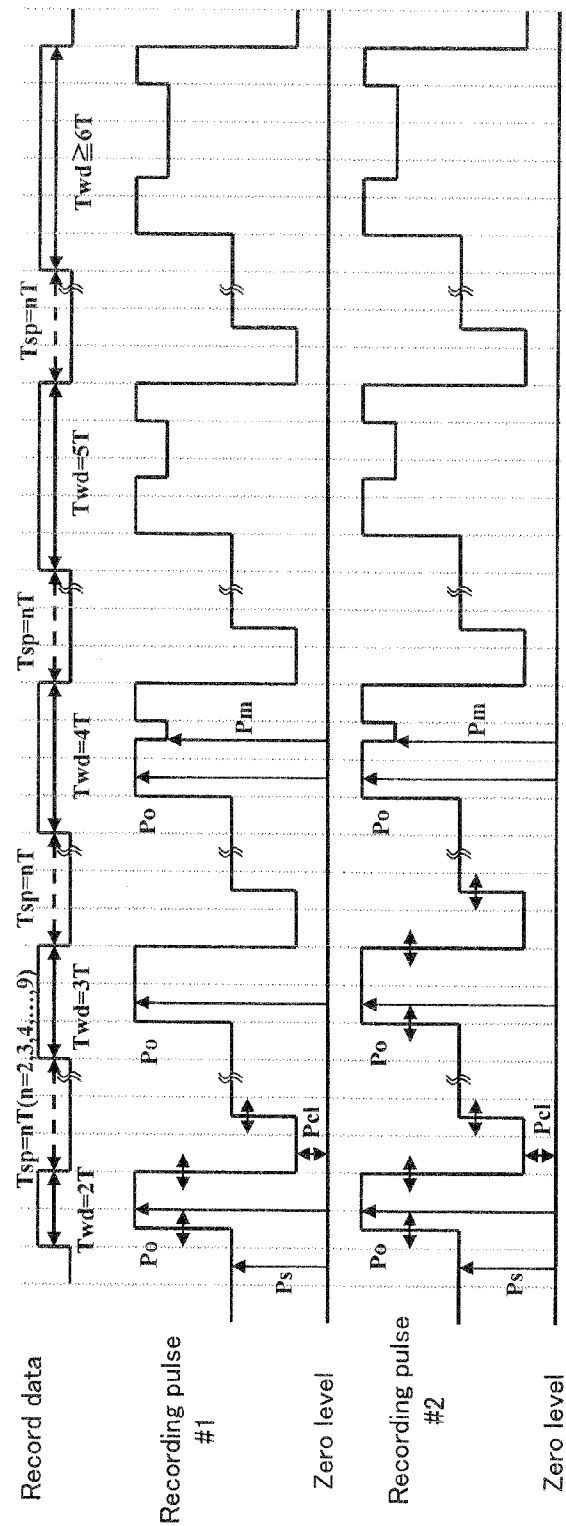 Record data
Twd=2T
Tsp=nT(n=2,3,4,...,9)
Twd=3T
Tsp=nT
Twd=4T
Tsp=nT
Twd=5T
Tsp=nT
Twd≧6T
Recording pulse
#1
Ps
Po
Pcl
Po
Po
Pm
Zero level
Recording pulse
#2
Ps
Po
Pcl
Po
Po
Pm
Zero level